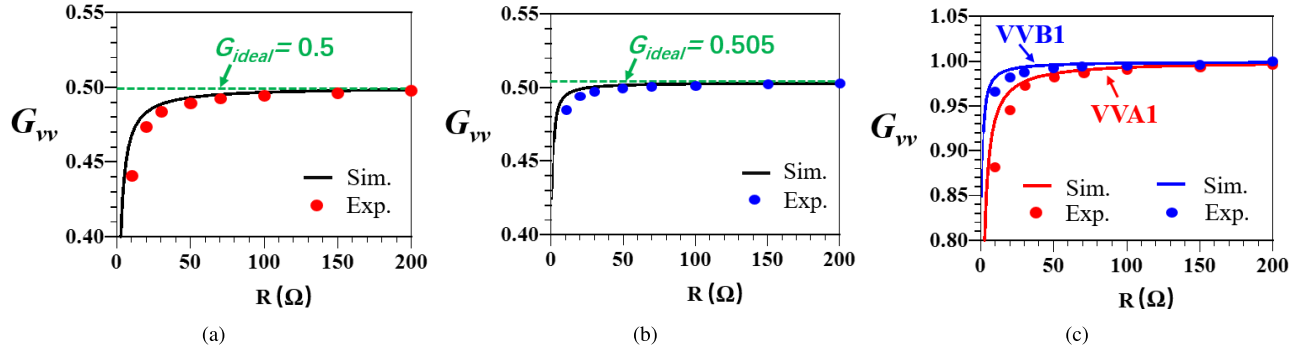 0.55
0.50
0.45
0.40
G_vv
G_ideal = 0.5
Sim.
Exp.
0 50 100 150 200
R (Ω)
(a)
0.55
0.50
0.45
0.40
G_vv
G_ideal = 0.505
Sim.
Exp.
0 50 100 150 200
R (Ω)
(b)
1.05
1.00
0.95
0.90
0.85
0.80
G_vv
VVB1
VVA1
Sim. Sim.
Exp. Exp.
0 50 100 150 200
R (Ω)
(c)